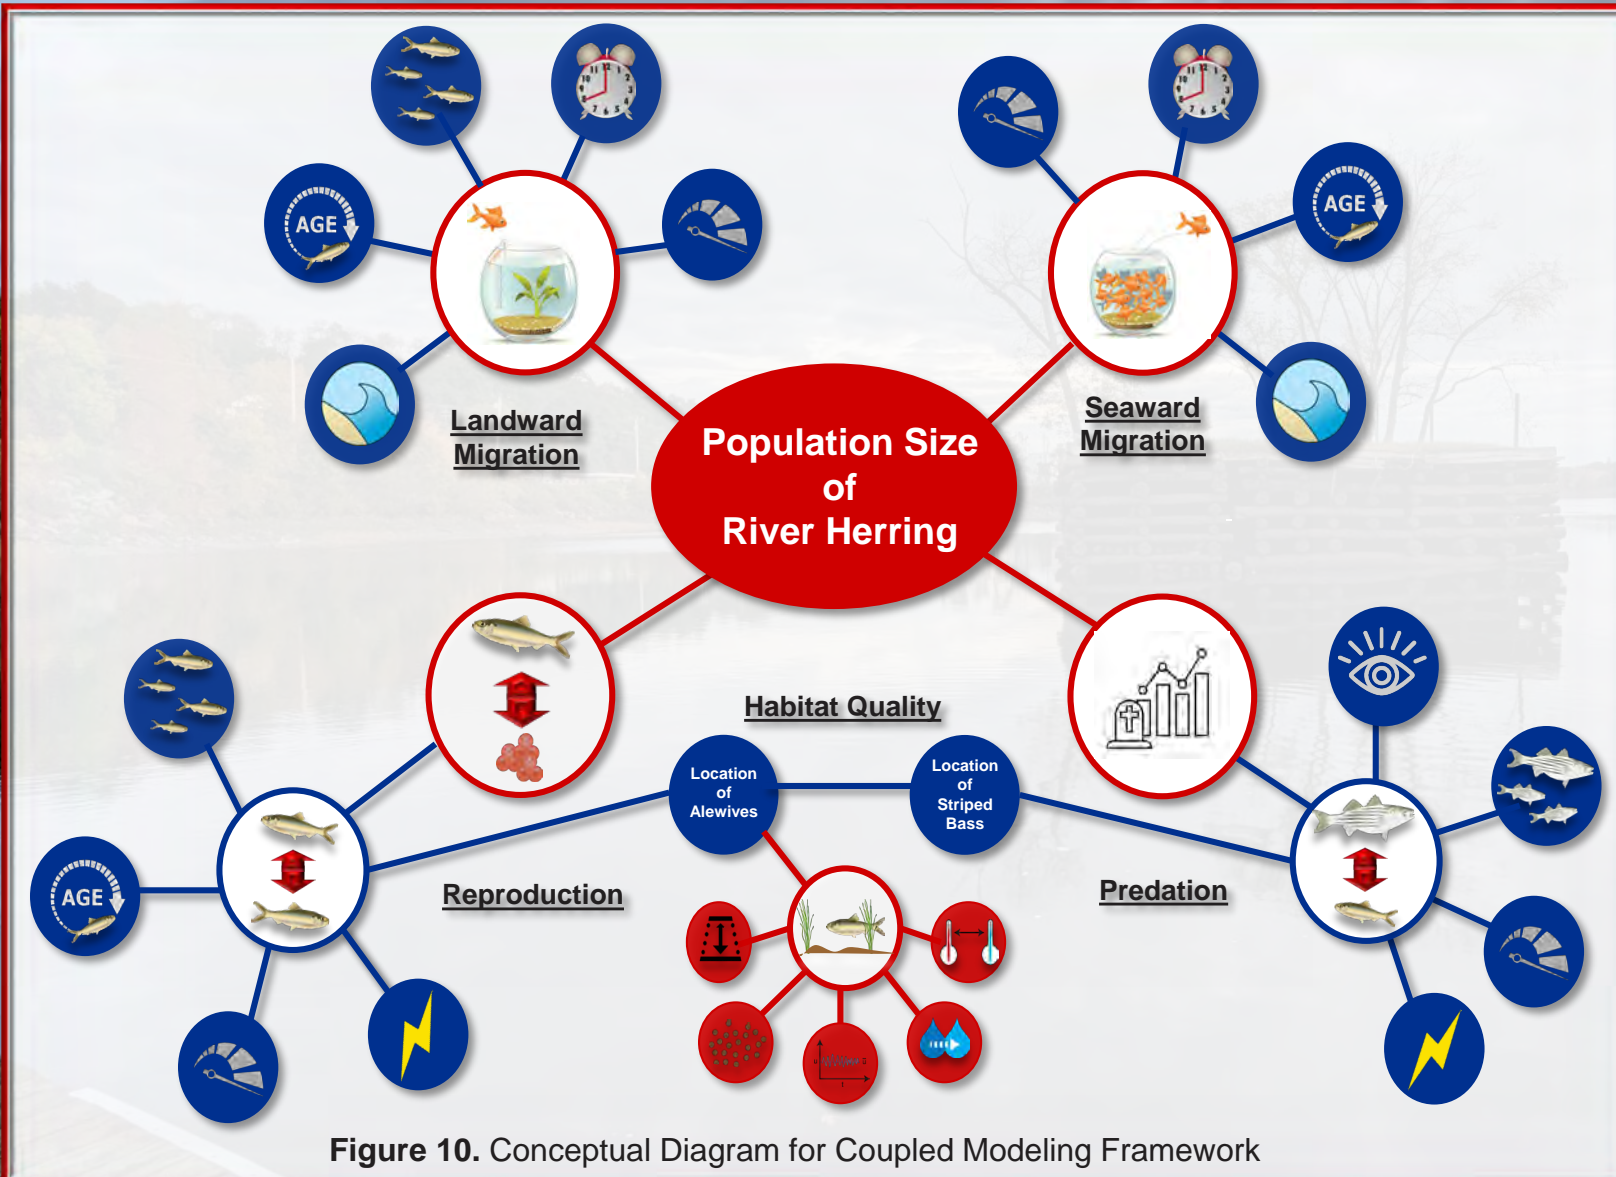 AGE
AGE
Landward
Migration
Seaward
Migration
Population Size
of
River Herring
Habitat Quality
Location
of
Alewives
Location
of
Striped
Bass
AGE
Reproduction
Predation
Figure 10. Conceptual Diagram for Coupled Modeling Framework